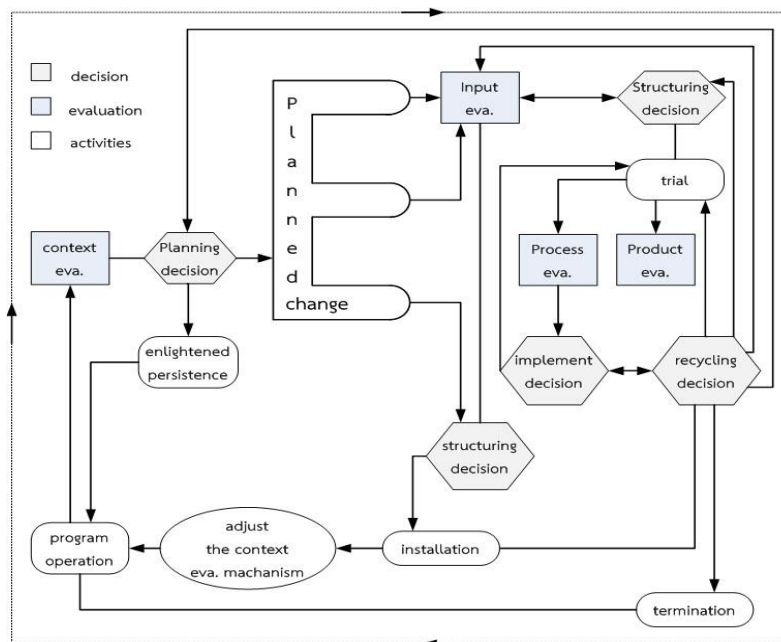 decision
evaluation
activities
Input
eva.
Structuring
decision
P
l
a
n
n
e
d
change
trial
context
eva.
Planning
decision
Process
eva.
Product
eva.
enlightened
persistence
implement
decision
recycling
decision
structuring
decision
program
operation
adjust
the context
eva. machanism
installation
termination